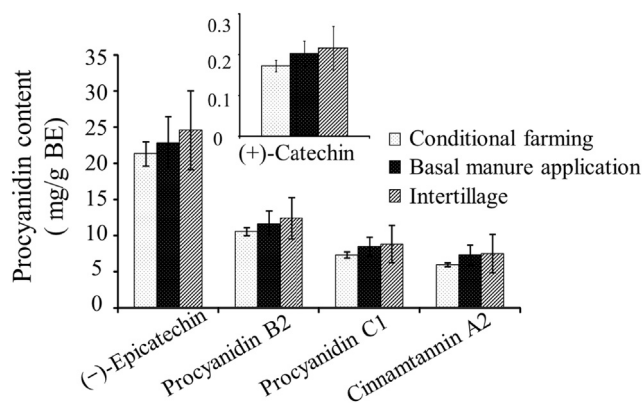 0.3
0.2
0.1
0
(+)-Catechin
Procyanidin content
( mg/g BE)
35
30
25
20
15
10
5
0
Conditional farming
Basal manure application
Intertillage
(−)-Epicatechin
Procyanidin B2
Procyanidin C1
Cinnamtannin A2